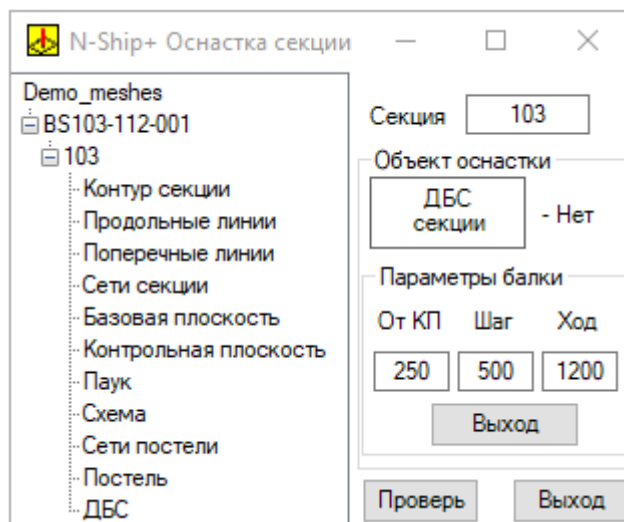 N-Ship+ Оснастка секции
Demo_meshes
BS103-112-001
103
Контур секции
Продольные линии
Поперечные линии
Сети секции
Базовая плоскость
Контрольная плоскость
Паук
Схема
Сети постели
Постель
ДБС
Секция 103
Объект оснастки
ДБС
секции
- Нет
Параметры балки
От КП Шаг Ход
250 500 1200
Выход
Проверь Выход